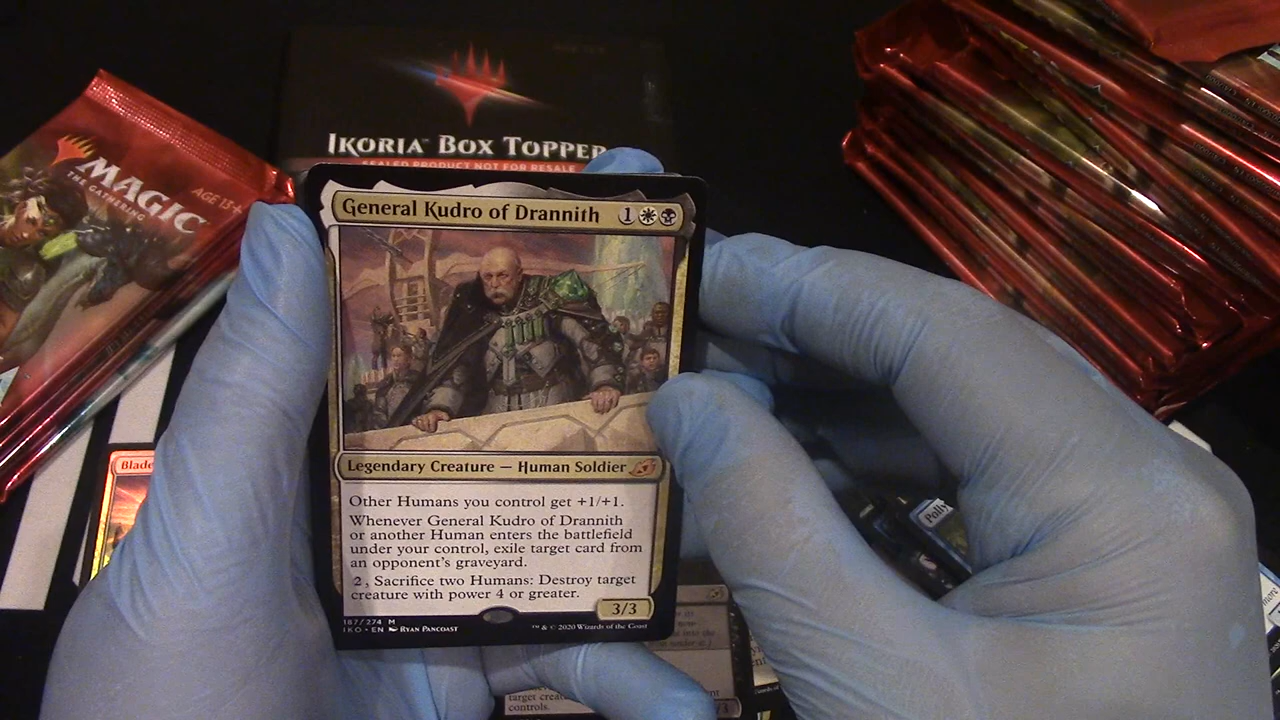 IKORIA™ BOX TOPPER
SEALED PRODUCT NOT FOR RESALE
MAGIC
THE GATHERING
AGE 13+
General Kudro of Drannith 1
Legendary Creature — Human Soldier
Other Humans you control get +1/+1.
Whenever General Kudro of Drannith
or another Human enters the battlefield
under your control, exile target card from
an opponent's graveyard.
2, Sacrifice two Humans: Destroy target
creature with power 4 or greater.
3/3
187/274 M
IKO • EN RYAN PANCOAST
™ & © 2020 Wizards of the Coast
Blade
Polly
target
controls.